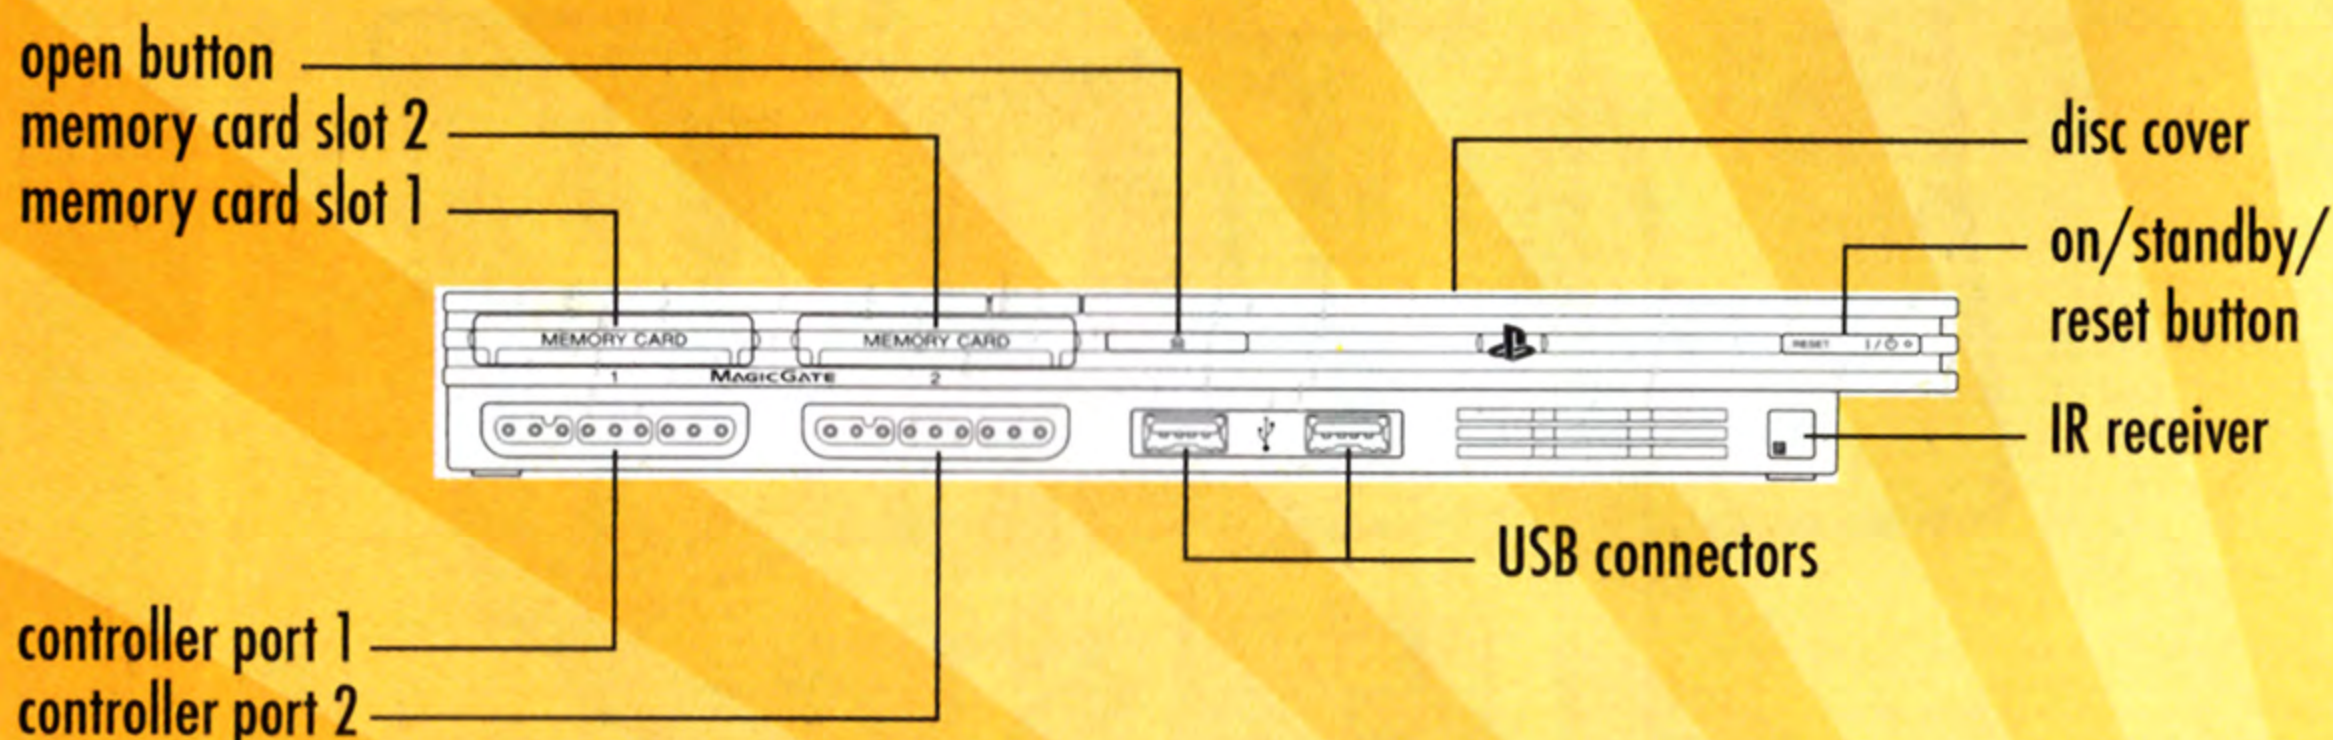 open button
memory card slot 2
memory card slot 1
disc cover
on/standby/
reset button
MEMORY CARD
MEMORY CARD
RESET
1
MAGICGATE
2
IR receiver
USB connectors
controller port 1
controller port 2